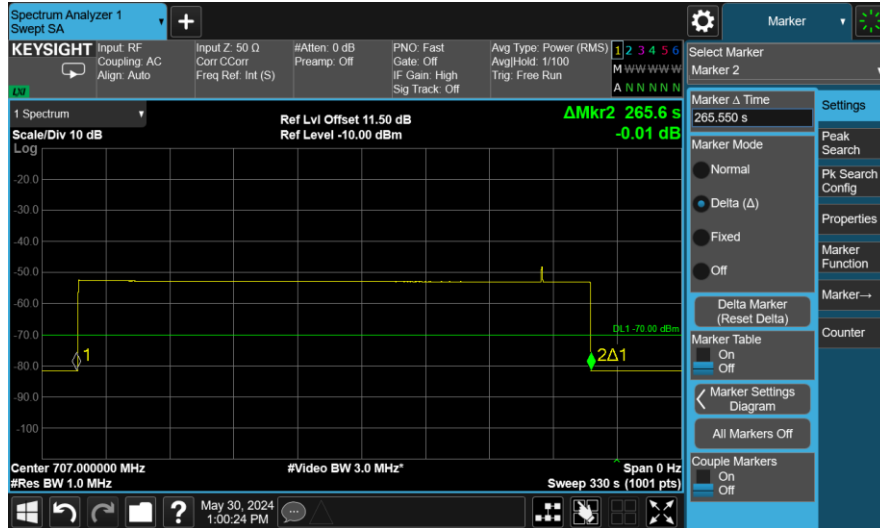 Spectrum Analyzer 1
Swept SA
+
Marker
KEYSIGHT
Input: RF
Coupling: AC
Align: Auto
Input Z: 50 Ω
Corr CCorr
Freq Ref: Int (S)
#Atten: 0 dB
Preamp: Off
PNO: Fast
Gate: Off
IF Gain: High
Sig Track: Off
Avg Type: Power (RMS)
Avg|Hold: 1/100
Trig: Free Run
1 2 3 4 5 6
M W W W W W
A N N N N N
LXI
1 Spectrum
Scale/Div 10 dB
Log
Ref Lvl Offset 11.50 dB
Ref Level -10.00 dBm
ΔMkr2 265.6 s
-0.01 dB
-20.0
-30.0
-40.0
-50.0
-60.0
-70.0
-80.0
-90.0
-100
DL1 -70.00 dBm
1
2Δ1
Center 707.000000 MHz
#Res BW 1.0 MHz
#Video BW 3.0 MHz*
Span 0 Hz
Sweep 330 s (1001 pts)
?
May 30, 2024
1:00:24 PM
Select Marker
Marker 2
Marker Δ Time
265.550 s
Marker Mode
Normal
Delta (Δ)
Fixed
Off
Delta Marker
(Reset Delta)
Marker Table
On
Off
Marker Settings
Diagram
All Markers Off
Couple Markers
On
Off
Settings
Peak
Search
Pk Search
Config
Properties
Marker
Function
Marker→
Counter